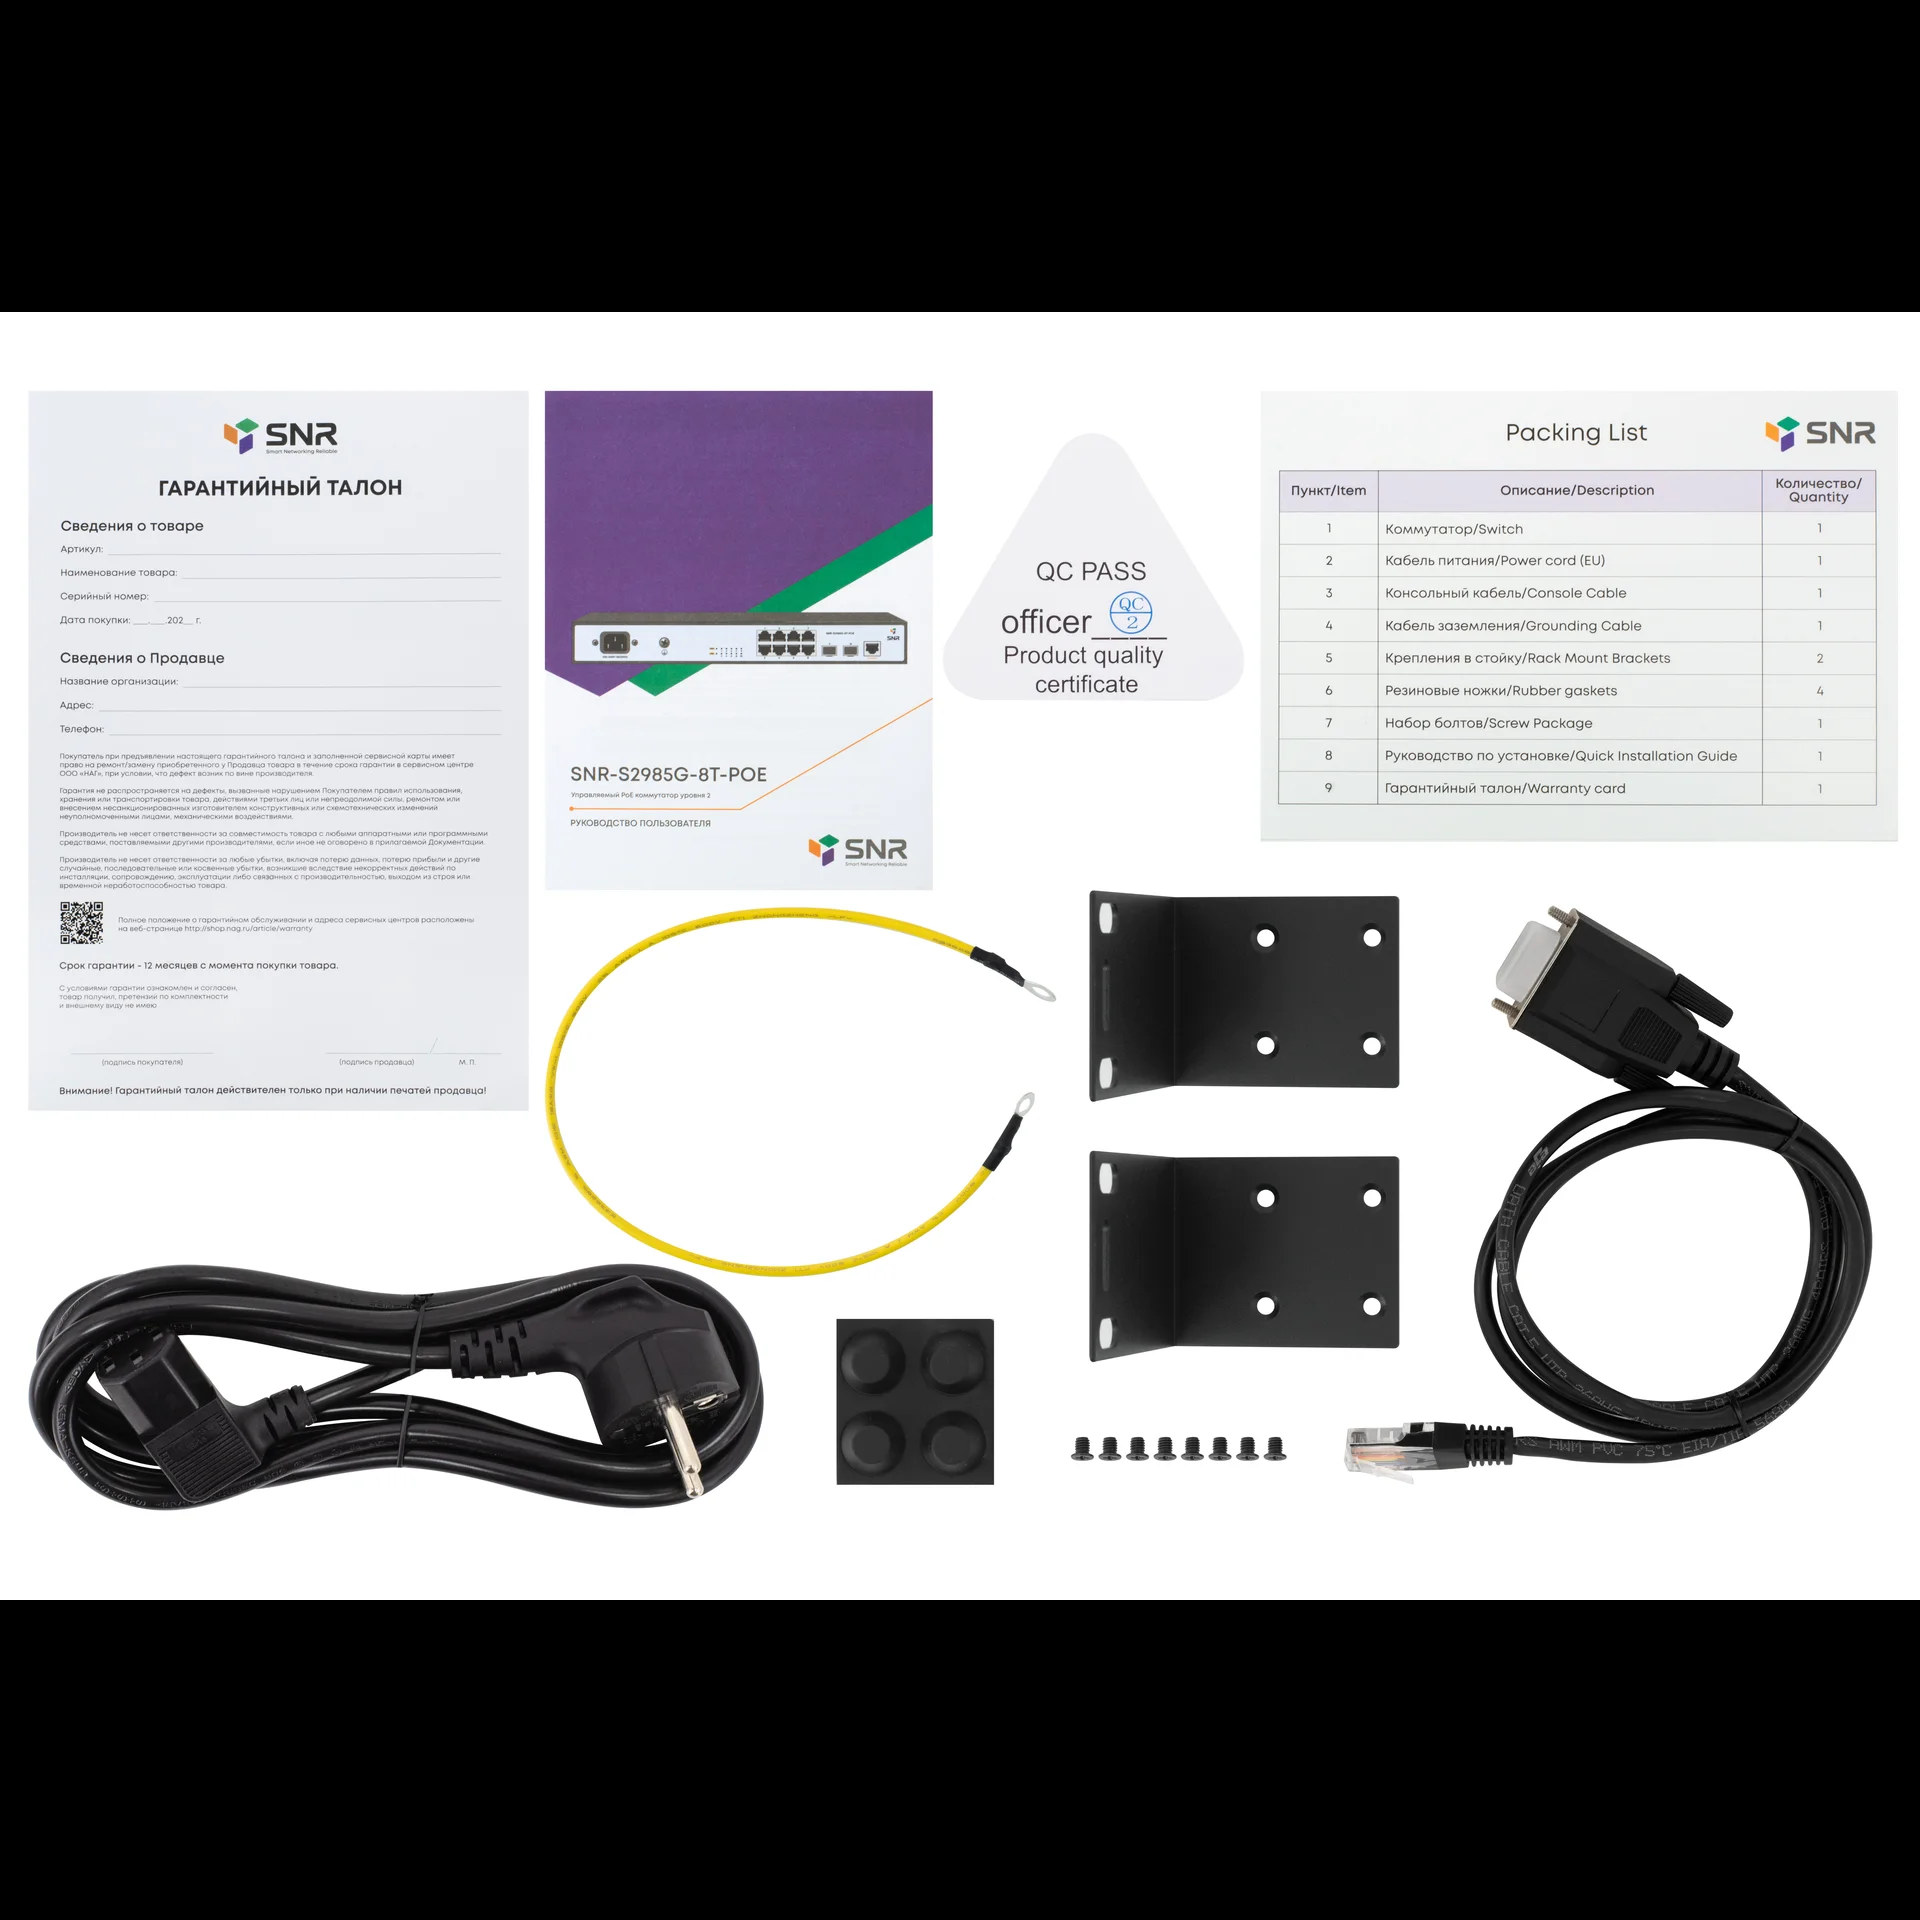 SNR
Smart Networking Reliable
ГАРАНТИЙНЫЙ ТАЛОН
Сведения о товаре
Артикул:
Наименование товара:
Серийный номер:
Дата покупки: ___.___.202__ г.
Сведения о Продавце
Название организации:
Адрес:
Телефон:
Покупатель при предъявлении настоящего гарантийного талона и заполненной сервисной карты имеет
право на ремонт/замену приобретенного у Продавца товара в течение срока гарантии в сервисном центре
ООО «НАГ», при условии, что дефект возник по вине производителя.
Гарантия не распространяется на дефекты, вызванные нарушением Покупателем правил использования,
хранения или транспортировки товара, действиями третьих лиц или непреодолимой силы, ремонтом или
внесением несанкционированных изготовителем конструктивных или схемотехнических изменений
неуполномоченными лицами, механическими воздействиями.
Производитель не несет ответственности за совместимость товара с любыми аппаратными или программными
средствами, поставляемыми другими производителями, если иное не оговорено в прилагаемой Документации.
Производитель не несет ответственности за любые убытки, включая потерю данных, потерю прибыли и другие
случайные, последовательные или косвенные убытки, возникшие вследствие некорректных действий по
инсталляции, сопровождению, эксплуатации либо связанных с производительностью, выходом из строя или
временной неработоспособностью товара.
Полное положение о гарантийном обслуживании и адреса сервисных центров расположены
на веб-странице http://shop.nag.ru/article/warranty
Срок гарантии - 12 месяцев с момента покупки товара.
С условиями гарантии ознакомлен и согласен,
товар получил, претензий по комплектности
и внешнему виду не имею
(подпись покупателя) (подпись продавца) М. П.
Внимание! Гарантийный талон действителен только при наличии печатей продавца!
SNR
SNR-S2985G-8T-POE
Управляемый PoE коммутатор уровня 2
РУКОВОДСТВО ПОЛЬЗОВАТЕЛЯ
SNR
Smart Networking Reliable
QC PASS
officer____
QC
2
Product quality
certificate
Packing List
SNR
Пункт/Item Описание/Description Количество/
Quantity
1 Коммутатор/Switch 1
2 Кабель питания/Power cord (EU) 1
3 Консольный кабель/Console Cable 1
4 Кабель заземления/Grounding Cable 1
5 Крепления в стойку/Rack Mount Brackets 2
6 Резиновые ножки/Rubber gaskets 4
7 Набор болтов/Screw Package 1
8 Руководство по установке/Quick Installation Guide 1
9 Гарантийный талон/Warranty card 1
AWM PVC 75°C EIA/TIA